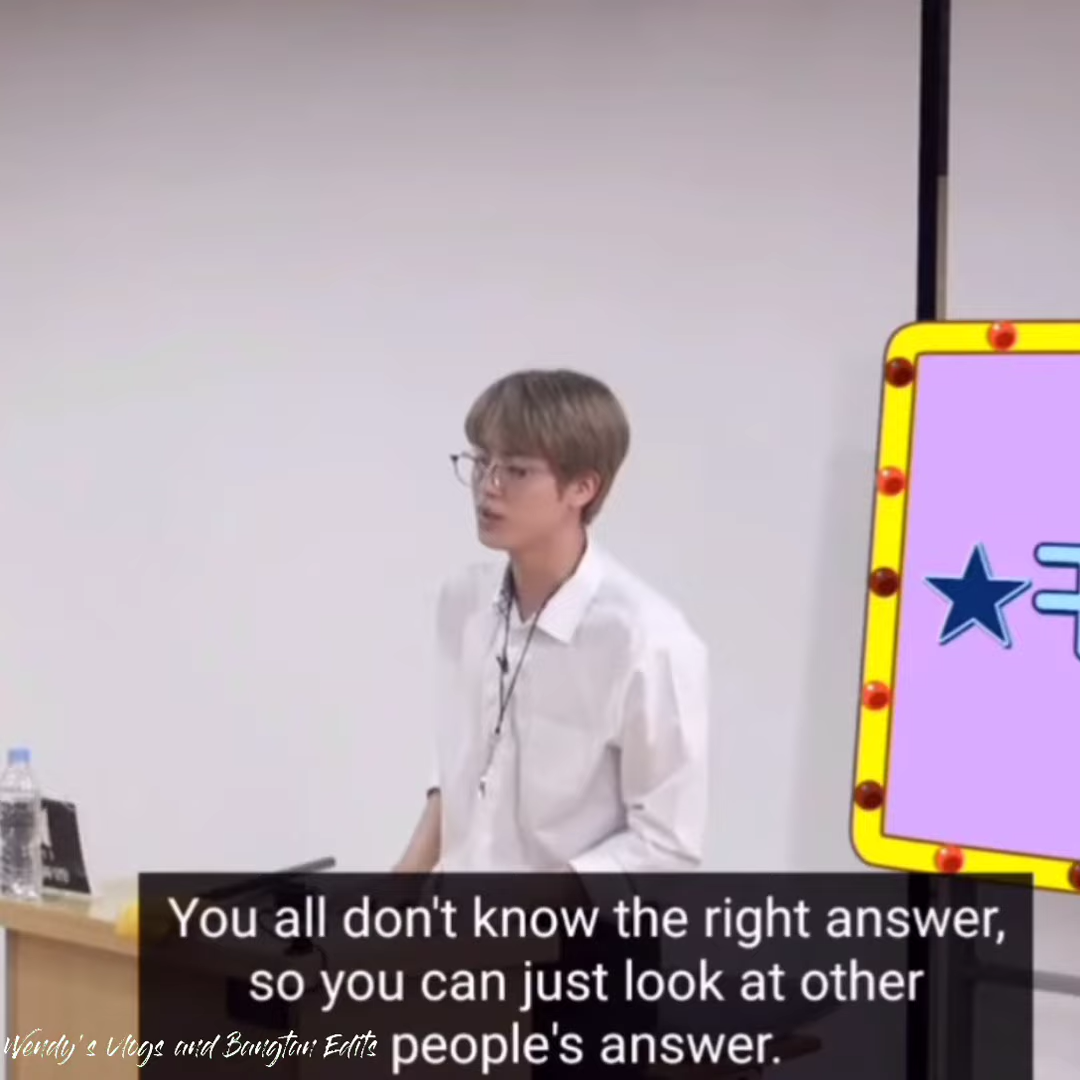 You all don't know the right answer,
so you can just look at other
people's answer.
Wendy's Vlogs and Bangtan Edits